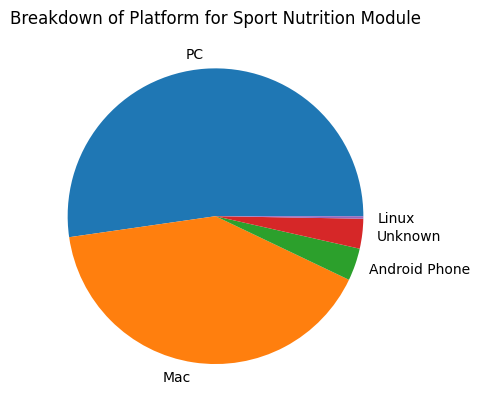 Breakdown of Platform for Sport Nutrition Module
PC
Linux
Unknown
Android Phone
Mac